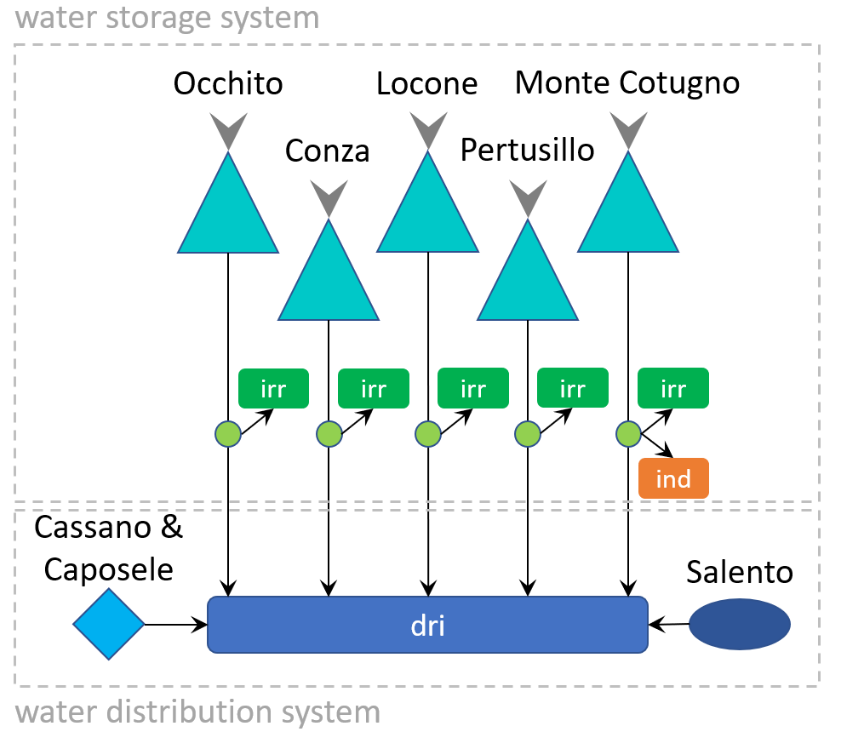 water storage system
Occhito
Locone
Monte Cotugno
Conza
Pertusillo
irr
irr
irr
irr
irr
ind
Cassano &
Caposele
Salento
dri
water distribution system